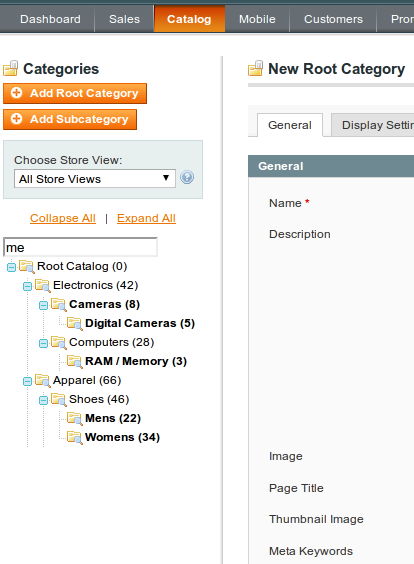 Dashboard Sales Catalog Mobile Customers
Categories
Add Root Category
Add Subcategory
Choose Store View:
All Store Views
?
Collapse All | Expand All
me
Root Catalog (0)
Electronics (42)
Cameras (8)
Digital Cameras (5)
Computers (28)
RAM / Memory (3)
Apparel (66)
Shoes (46)
Mens (22)
Womens (34)
New Root Category
General Display
General
Name *
Description
Image
Page Title
Thumbnail Image
Meta Keywords